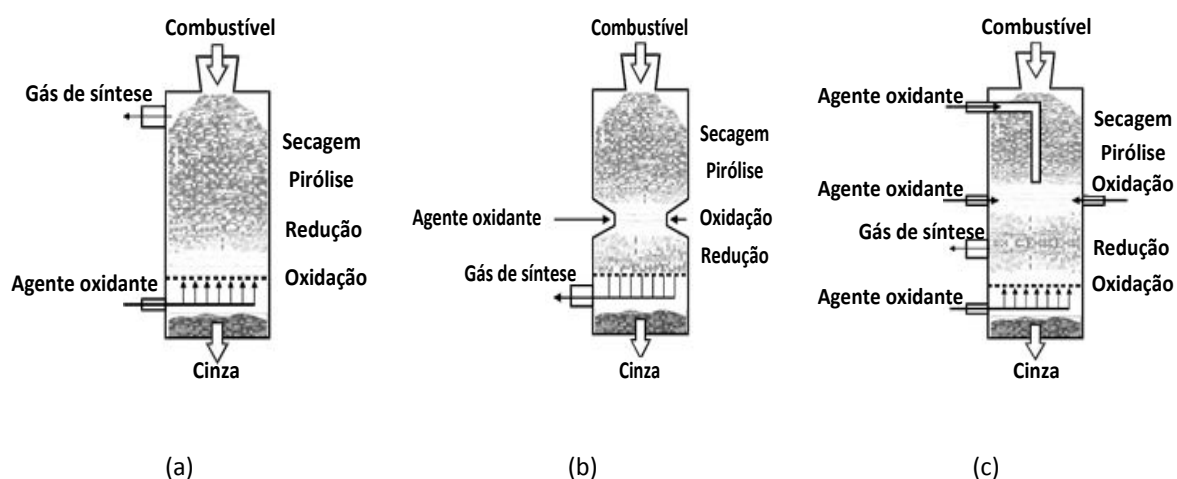 Combustível
Gás de síntese
Secagem
Pirólise
Redução
Agente oxidante
Oxidação
Cinza
(a)
Combustível
Secagem
Pirólise
Agente oxidante
Oxidação
Redução
Gás de síntese
Cinza
(b)
Combustível
Agente oxidante
Secagem
Pirólise
Agente oxidante
Oxidação
Gás de síntese
Redução
Oxidação
Agente oxidante
Cinza
(c)